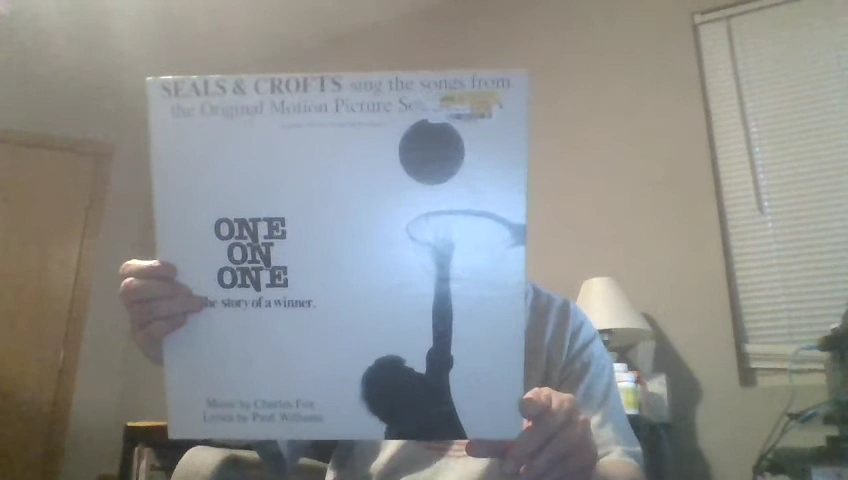 SEALS & CROFTS sing the songs from
the Original Motion Picture
ONE
ON
ONE
The story of a winner.
Music by Charles Fox
Lyrics by Paul Williams